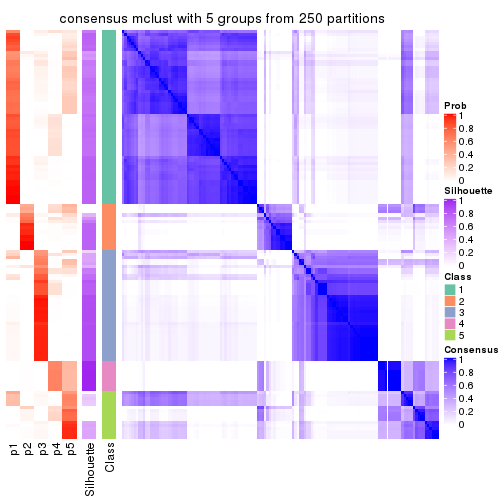 consensus mclust with 5 groups from 250 partitions
Prob
1
0.8
0.6
0.4
0.2
0
Silhouette
1
0.8
0.6
0.4
0.2
0
Class
1
2
3
4
5
Consensus
1
0.8
0.6
0.4
0.2
0
p1
p2
p3
p4
p5
Silhouette
Class